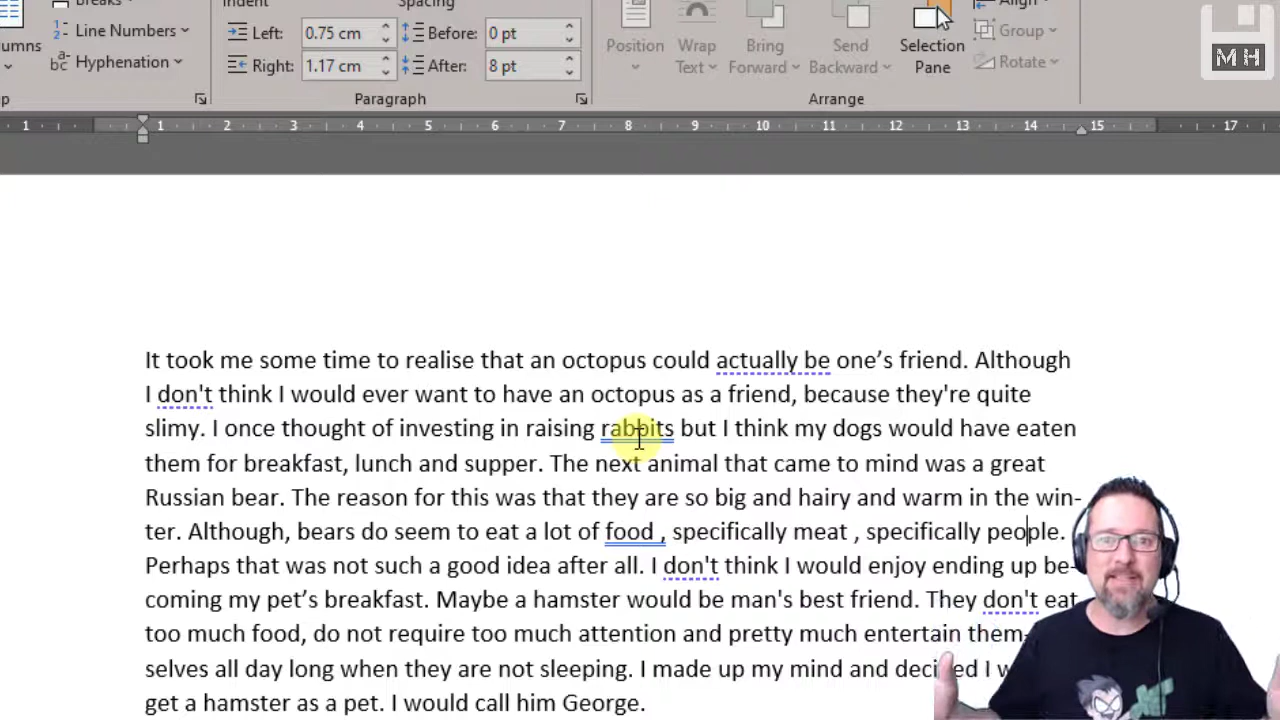 Breaks
Indent
Spacing
Columns
Line Numbers
Left:
0.75 cm
Before:
0 pt
Hyphenation
Right:
1.17 cm
After:
8 pt
Paragraph
Position
Wrap Text
Bring Forward
Send Backward
Selection Pane
Align
Group
Rotate
Arrange
MH
1 1 2 3 4 5 6 7 8 9 10 11 12 13 14 15 17
It took me some time to realise that an octopus could actually be one’s friend. Although
I don't think I would ever want to have an octopus as a friend, because they're quite
slimy. I once thought of investing in raising rabbits but I think my dogs would have eaten
them for breakfast, lunch and supper. The next animal that came to mind was a great
Russian bear. The reason for this was that they are so big and hairy and warm in the win-
ter. Although, bears do seem to eat a lot of food , specifically meat , specifically people.
Perhaps that was not such a good idea after all. I don't think I would enjoy ending up be-
coming my pet’s breakfast. Maybe a hamster would be man's best friend. They don't eat
too much food, do not require too much attention and pretty much entertain them-
selves all day long when they are not sleeping. I made up my mind and decided I
get a hamster as a pet. I would call him George.